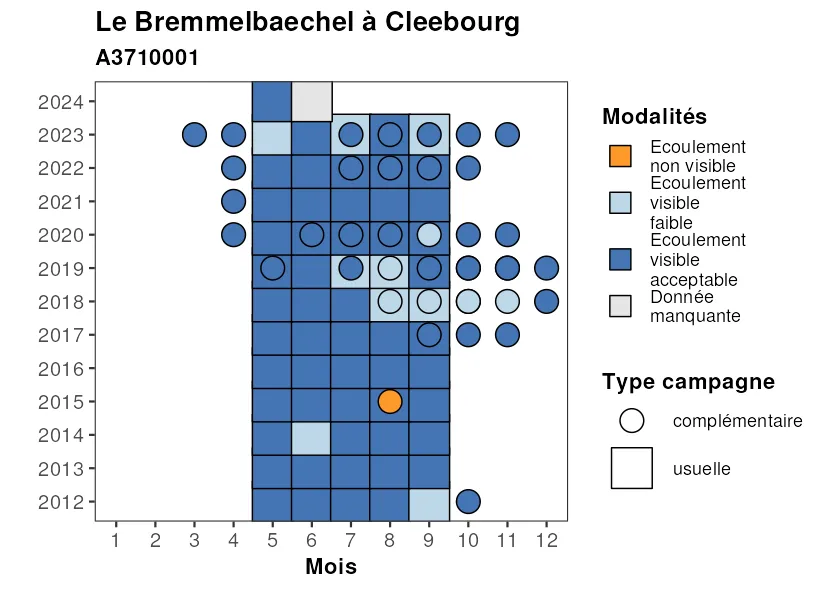 Le Bremmelbaechel à Cleebourg
A3710001
2024
2023
2022
2021
2020
2019
2018
2017
2016
2015
2014
2013
2012
1 2 3 4 5 6 7 8 9 10 11 12
Mois
Modalités
Ecoulement
non visible
Ecoulement
visible
faible
Ecoulement
visible
acceptable
Donnée
manquante
Type campagne
complémentaire
usuelle